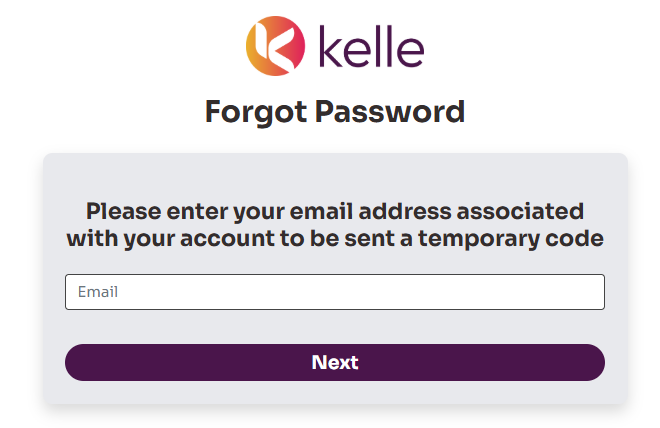 kelle
Forgot Password
Please enter your email address associated
with your account to be sent a temporary code
Email
Next